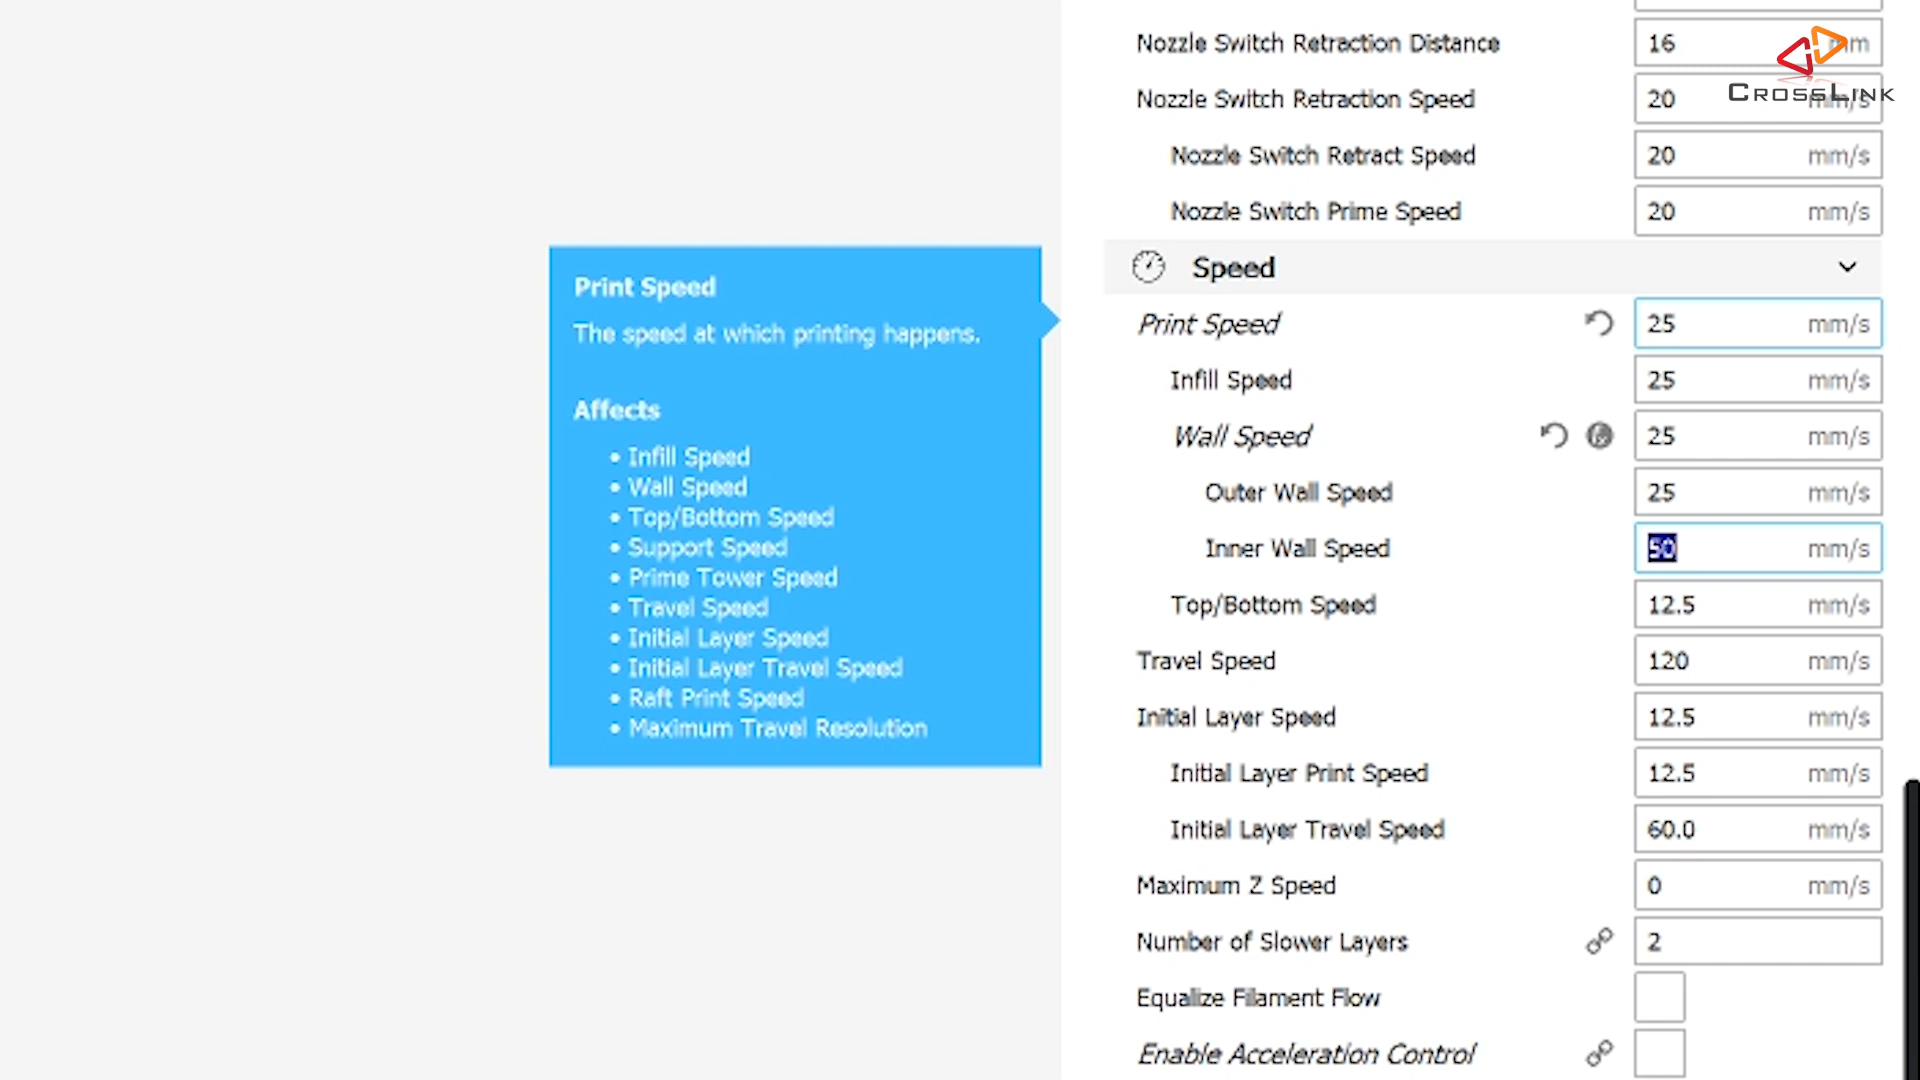 Nozzle Switch Retraction Distance 16 mm
CROSSLINK
Nozzle Switch Retraction Speed 20 mm/s
Nozzle Switch Retract Speed 20 mm/s
Nozzle Switch Prime Speed 20 mm/s
Speed
Print Speed 25 mm/s
Infill Speed 25 mm/s
Wall Speed 25 mm/s
Outer Wall Speed 25 mm/s
Inner Wall Speed 50 mm/s
Top/Bottom Speed 12.5 mm/s
Travel Speed 120 mm/s
Initial Layer Speed 12.5 mm/s
Initial Layer Print Speed 12.5 mm/s
Initial Layer Travel Speed 60.0 mm/s
Maximum Z Speed 0 mm/s
Number of Slower Layers 2
Equalize Filament Flow
Enable Acceleration Control
Print Speed
The speed at which printing happens.
Affects
• Infill Speed
• Wall Speed
• Top/Bottom Speed
• Support Speed
• Prime Tower Speed
• Travel Speed
• Initial Layer Speed
• Initial Layer Travel Speed
• Raft Print Speed
• Maximum Travel Resolution